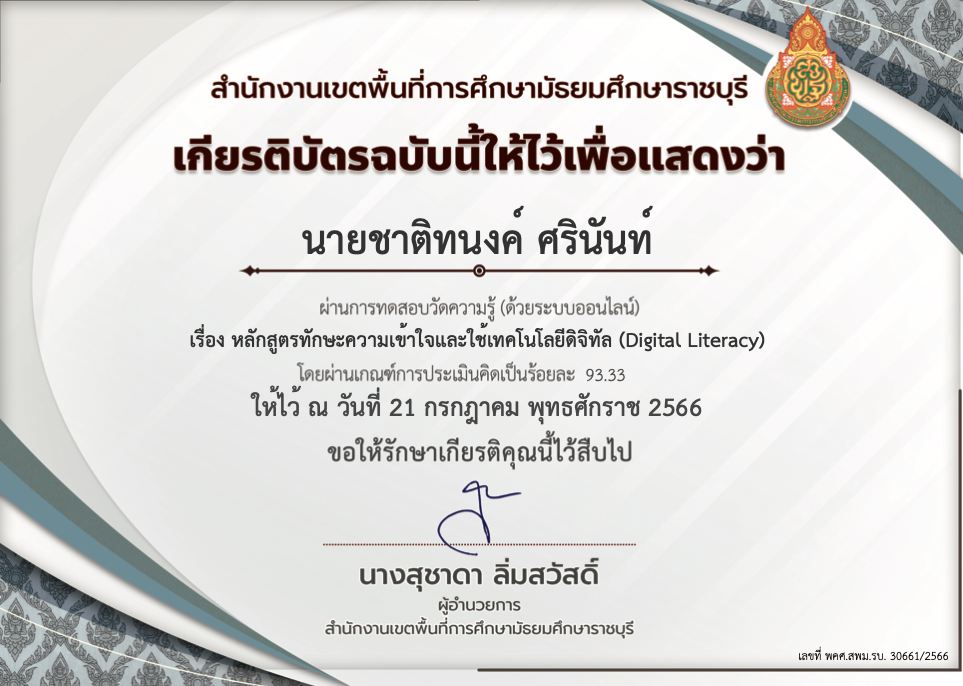 สำนักงานเขตพื้นที่การศึกษามัธยมศึกษาราชบุรี
เกียรติบัตรฉบับนี้ให้ไว้เพื่อแสดงว่า
นายชาติทนงค์ ศรินันท์
ผ่านการทดสอบวัดความรู้ (ด้วยระบบออนไลน์)
เรื่อง หลักสูตรทักษะความเข้าใจและใช้เทคโนโลยีดิจิทัล (Digital Literacy)
โดยผ่านเกณฑ์การประเมินคิดเป็นร้อยละ 93.33
ให้ไว้ ณ วันที่ 21 กรกฎาคม พุทธศักราช 2566
ขอให้รักษาเกียรติคุณนี้ไว้สืบไป
นางสุชาดา ลิ่มสวัสดิ์
ผู้อำนวยการ
สำนักงานเขตพื้นที่การศึกษามัธยมศึกษาราชบุรี
เลขที่ พคศ.สพม.รบ. 30661/2566